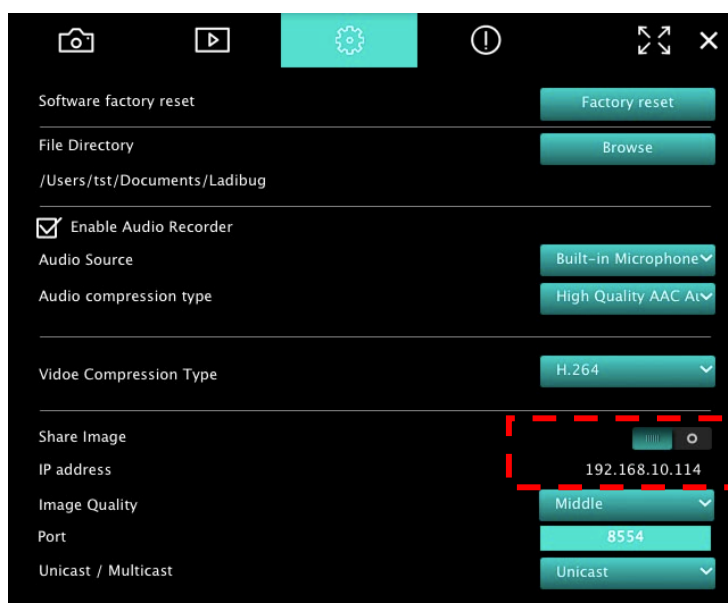 Software factory reset Factory reset
File Directory Browse
/Users/tst/Documents/Ladibug
Enable Audio Recorder
Audio Source Built-in Microphone
Audio compression type High Quality AAC Au
Vidoe Compression Type H.264
Share Image
IP address 192.168.10.114
Image Quality Middle
Port 8554
Unicast / Multicast Unicast